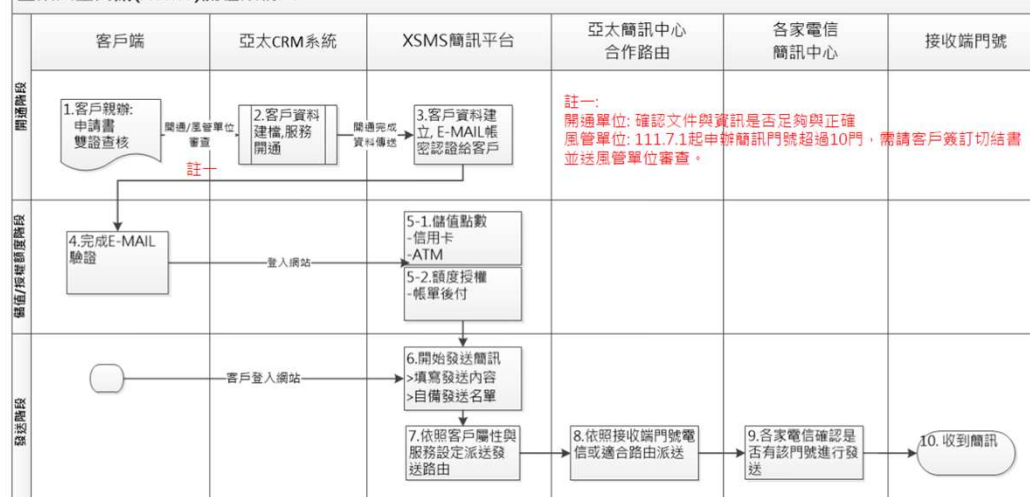 客戶端
亞太CRM系統
XSMS簡訊平台
亞太簡訊中心
合作路由
各家電信
簡訊中心
接收端門號
開通階段
1.客戶親辦:
申請書
雙證查核
開通/風管單位
審查
註一
2.客戶資料
建檔,服務
開通
開通完成
資料傳送
3.客戶資料建
立, E-MAIL帳
密認證給客戶
註一:
開通單位: 確認文件與資訊是否足夠與正確
風管單位: 111.7.1起申辦簡訊門號超過10門，需請客戶簽訂切結書
並送風管單位審查。
儲值/授權額度階段
4.完成E-MAIL
驗證
登入網站
5-1.儲值點數
-信用卡
-ATM
5-2.額度授權
-帳單後付
發送階段
客戶登入網站
6.開始發送簡訊
>填寫發送內容
>自備發送名單
7.依照客戶屬性與
服務設定派送發
送路由
8.依照接收端門號電
信或適合路由派送
9.各家電信確認是
否有該門號進行發
送
10. 收到簡訊